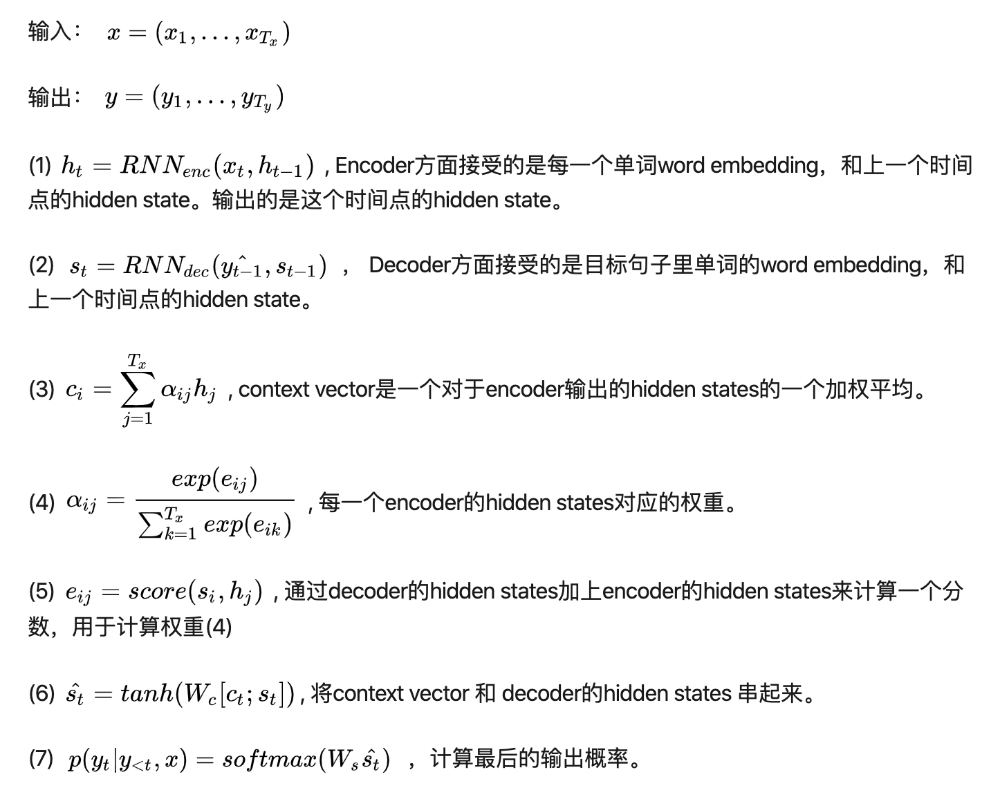 输入： x = (x_1, . . . , x_{T_x})
输出： y = (y_1, . . . , y_{T_y})
(1) h_t = RNN_{enc}(x_t, h_{t-1}) , Encoder方面接受的是每一个单词word embedding，和上一个时间
点的hidden state。输出的是这个时间点的hidden state。
(2) s_t = RNN_{dec}(\hat{y_{t-1}}, s_{t-1}) ， Decoder方面接受的是目标句子里单词的word embedding，和
上一个时间点的hidden state。
(3) c_i = \sum_{j=1}^{T_x} α_{ij}h_j , context vector是一个对于encoder输出的hidden states的一个加权平均。
(4) α_{ij} = \frac{exp(e_{ij})}{\sum_{k=1}^{T_x} exp(e_{ik})} , 每一个encoder的hidden states对应的权重。
(5) e_{ij} = score(s_i, h_j) , 通过decoder的hidden states加上encoder的hidden states来计算一个分
数，用于计算权重(4)
(6) \hat{s_t} = tanh(W_c[c_t; s_t]) , 将context vector 和 decoder的hidden states 串起来。
(7) p(y_t|y_{<t}, x) = softmax(W_s\hat{s_t}) ，计算最后的输出概率。